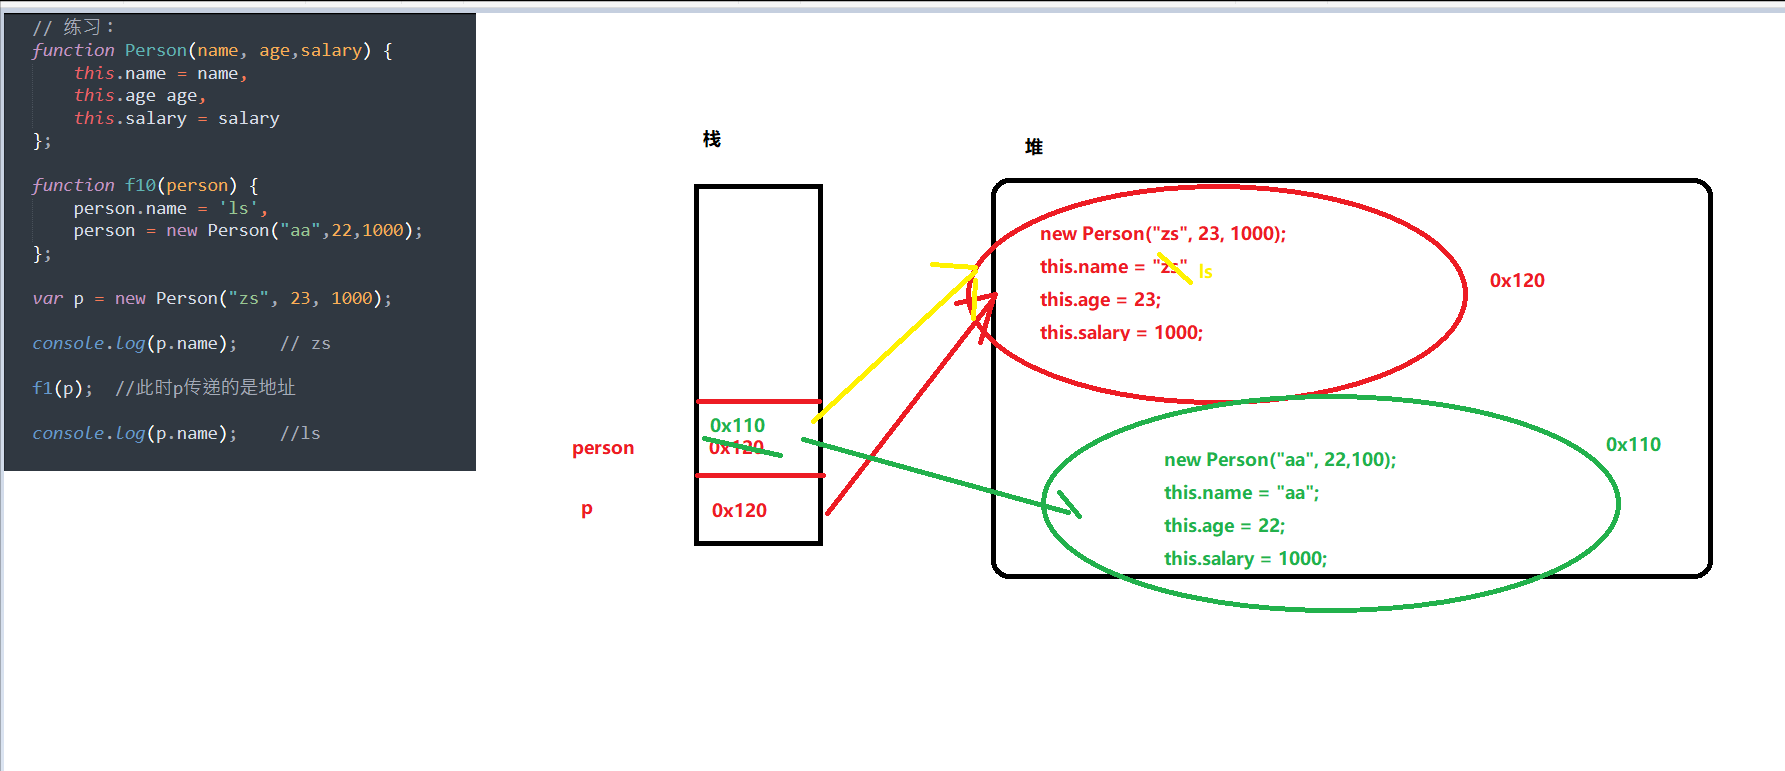 // 练习：
function Person(name, age,salary) {
    this.name = name,
    this.age age,
    this.salary = salary
};
function f10(person) {
    person.name = 'ls',
    person = new Person("aa",22,1000);
};
var p = new Person("zs", 23, 1000);
console.log(p.name);    // zs
f1(p);  //此时p传递的是地址
console.log(p.name);    //ls
栈
0x110
person
0x120
p
0x120
堆
new Person("zs", 23, 1000);
this.name = "zs" ls
this.age = 23;
this.salary = 1000;
0x120
new Person("aa", 22,100);
this.name = "aa";
this.age = 22;
this.salary = 1000;
0x110